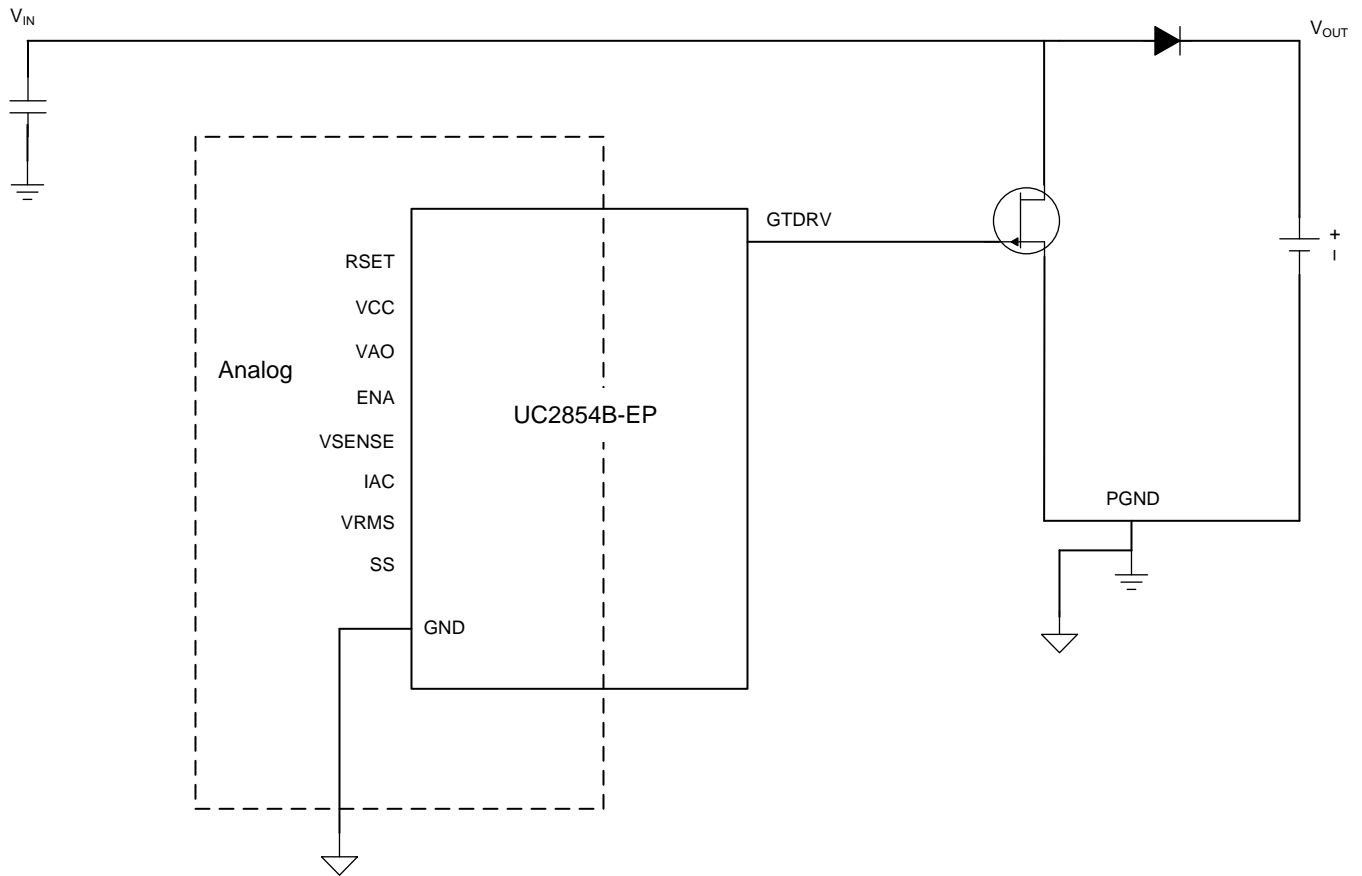 VIN
VOUT
GTDRV
RSET
VCC
VAO
Analog
ENA
UC2854B-EP
VSENSE
IAC
VRMS
SS
GND
PGND
+
–